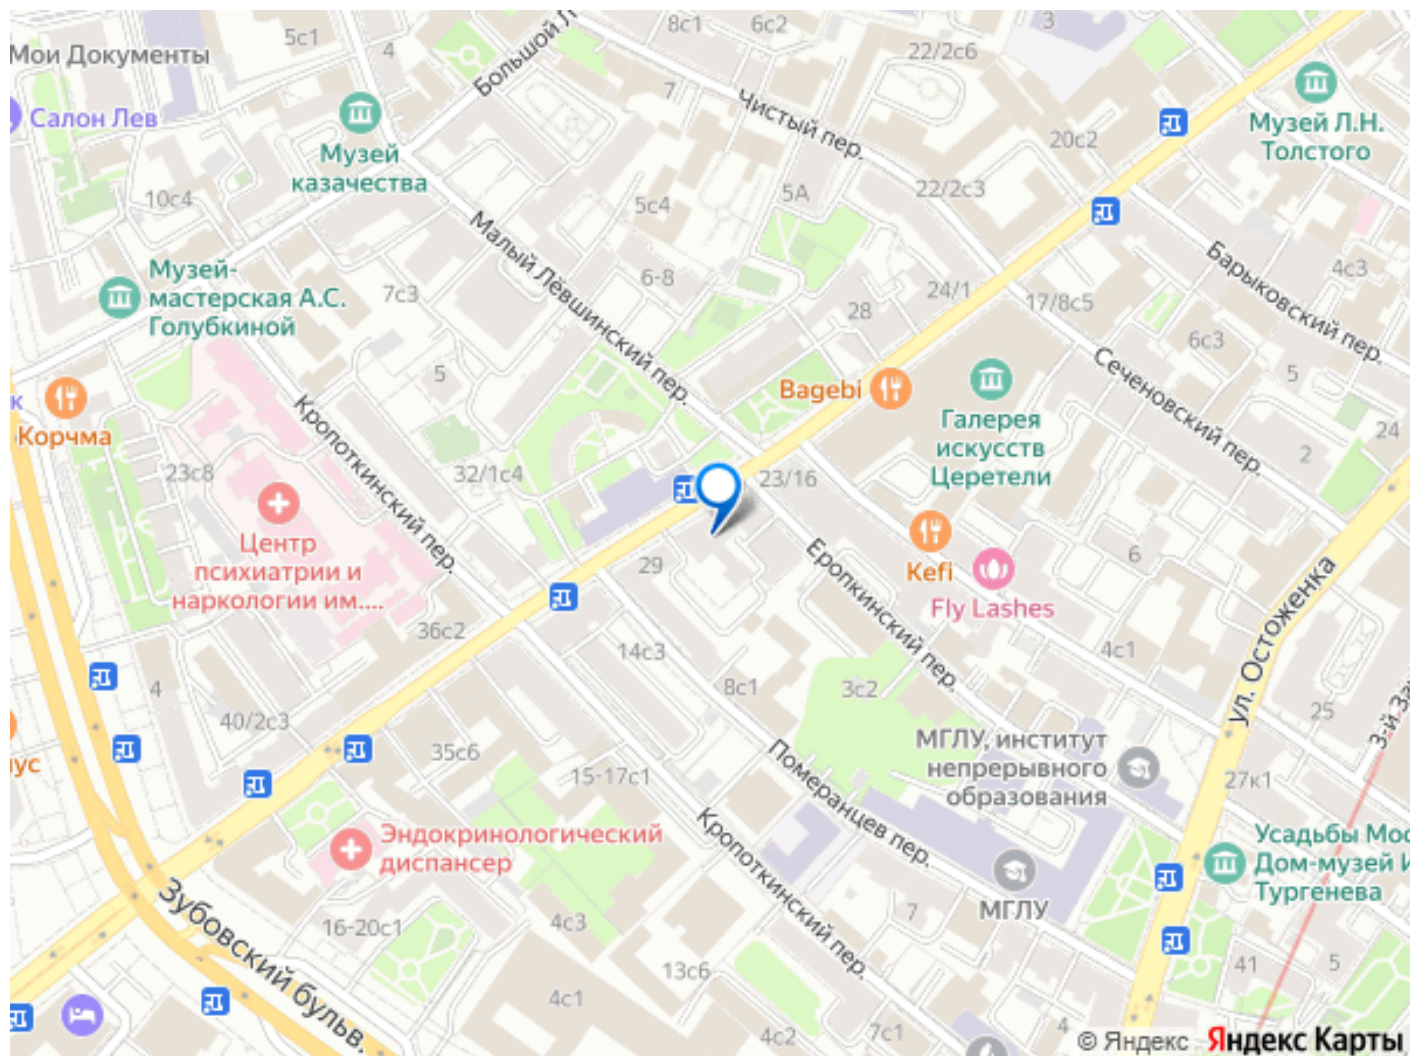 5с1
4
8с1
6с2
3
Мои Документы
22/2с6
Большой Л
7
Чистый пер.
Салон Лев
Музей
казачества
Музей Л.Н.
Толстого
20с2
10с4
5с4
5А
22/2с3
Малый Лёвшинский пер.
Барыковский пер.
4с3
Музей-
мастерская А.С.
Голубкиной
7с3
6-8
28
24/1
17/8с5
6с3
5
5
Сеченовский пер.
Bagebi
Галерея
искусств
Церетели
к
Корчма
Кропоткинский пер.
24
2
23с8
32/1с4
23/16
Центр
психиатрии и
наркологии им....
29
Еропкинский пер.
Kefi
6
Fly Lashes
ул. Остоженка
36с2
14с3
8с1
3с2
4с1
4
40/2с3
35с6
25
3-й За
ус
15-17с1
Померанцев пер.
МГЛУ, институт
непрерывного
образования
27к1
Эндокринологический
диспансер
Кропоткинский пер.
Усадьбы Мос
Дом-музей И
Тургенева
МГЛУ
7
Зубовский бульв.
16-20с1
4с3
13с6
41
5
4с1
4с2
7с1
4
© Яндекс Яндекс Карты